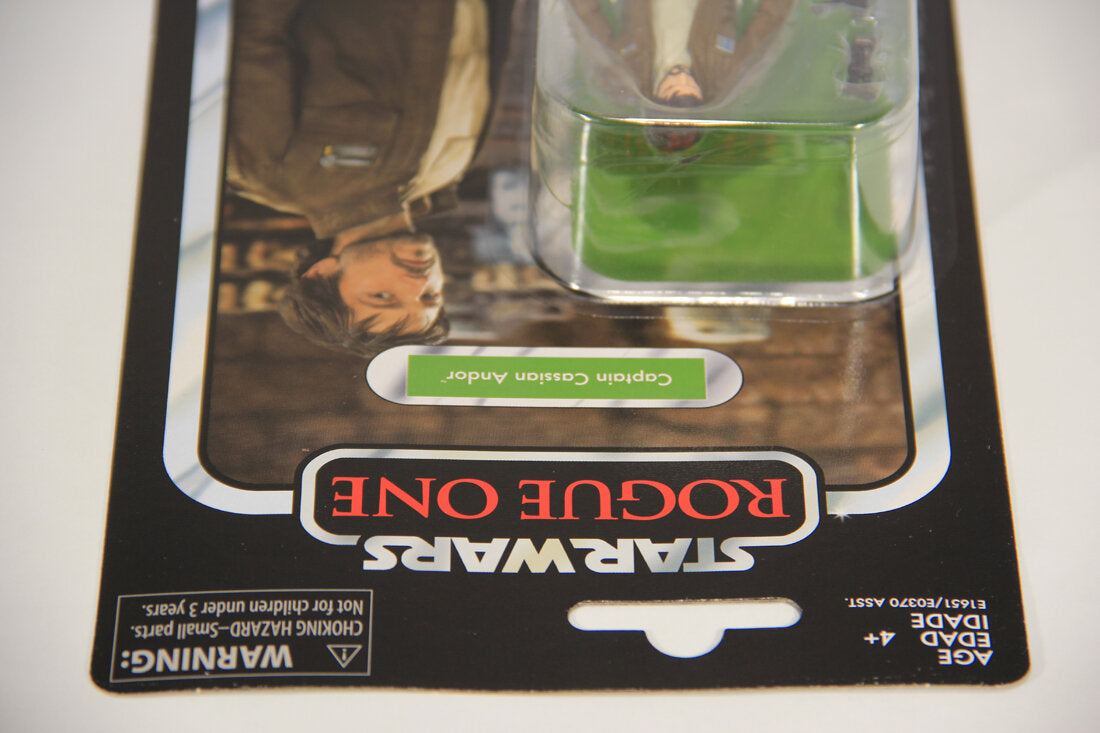 AGE
EDAD 4+
IDADE
E1651/E0370 ASST.
WARNING:
CHOKING HAZARD—Small parts.
Not for children under 3 years.
STAR WARS
ROGUE ONE
Captain Cassian Andor™